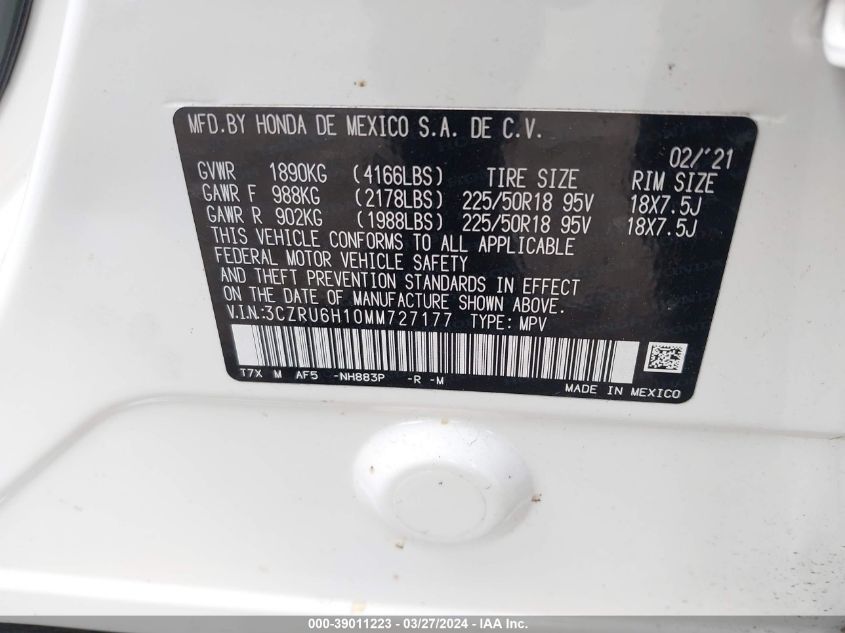 MFD.BY HONDA DE MEXICO S.A. DE C.V.
02/'21
GVWR 1890KG (4166LBS) TIRE SIZE RIM SIZE
GAWR F 988KG (2178LBS) 225/50R18 95V 18X7.5J
GAWR R 902KG (1988LBS) 225/50R18 95V 18X7.5J
THIS VEHICLE CONFORMS TO ALL APPLICABLE
FEDERAL MOTOR VEHICLE SAFETY
AND THEFT PREVENTION STANDARDS IN EFFECT
ON THE DATE OF MANUFACTURE SHOWN ABOVE.
V.I.N.:3CZRU6H10MM727177 TYPE: MPV
T7X M AF5 -NH883P -R -M
MADE IN MEXICO
000-39011223 - 03/27/2024 - IAA Inc.